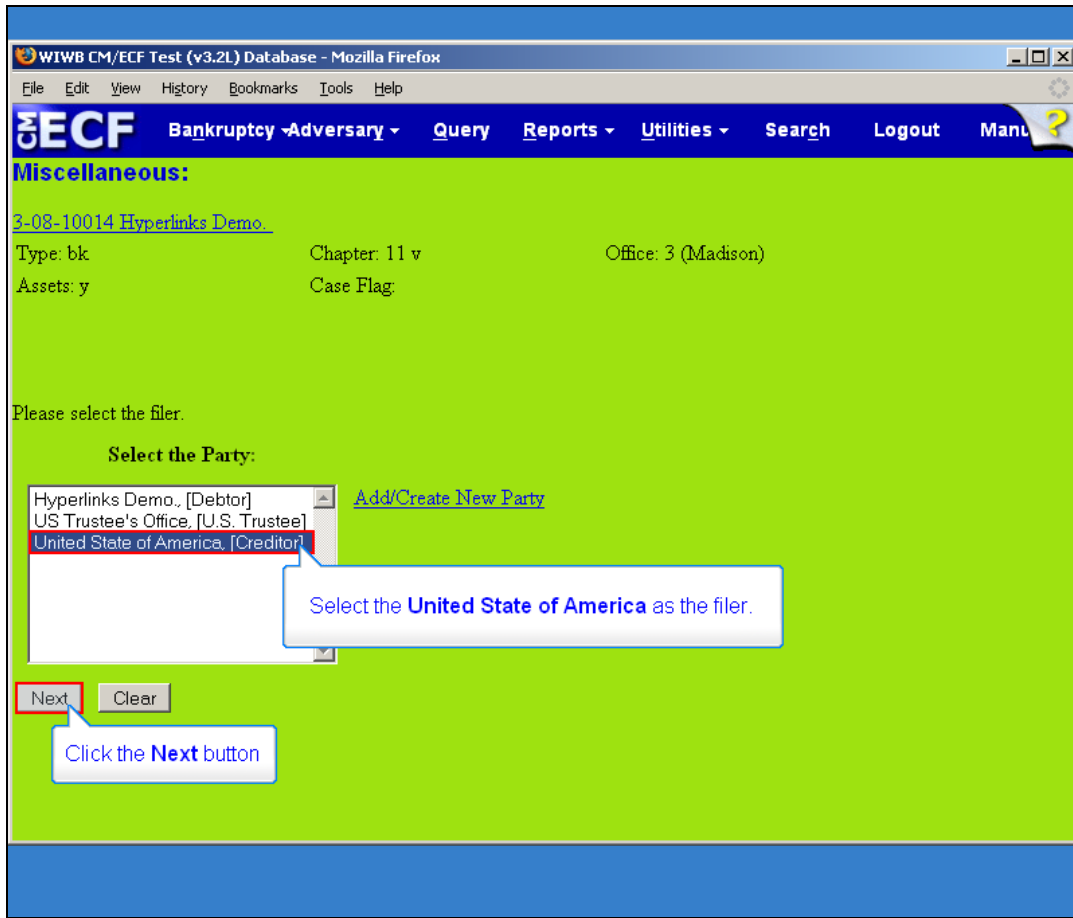 WIWB CM/ECF Test (v3.2L) Database - Mozilla Firefox
File Edit View History Bookmarks Tools Help
CM ECF Bankruptcy Adversary Query Reports Utilities Search Logout Manu ?
Miscellaneous:
3-08-10014 Hyperlinks Demo.
Type: bk Chapter: 11 v Office: 3 (Madison)
Assets: y Case Flag:
Please select the filer.
Select the Party:
Hyperlinks Demo., [Debtor] Add/Create New Party
US Trustee's Office, [U.S. Trustee]
United State of America, [Creditor]
Select the United State of America as the filer.
Next Clear
Click the Next button